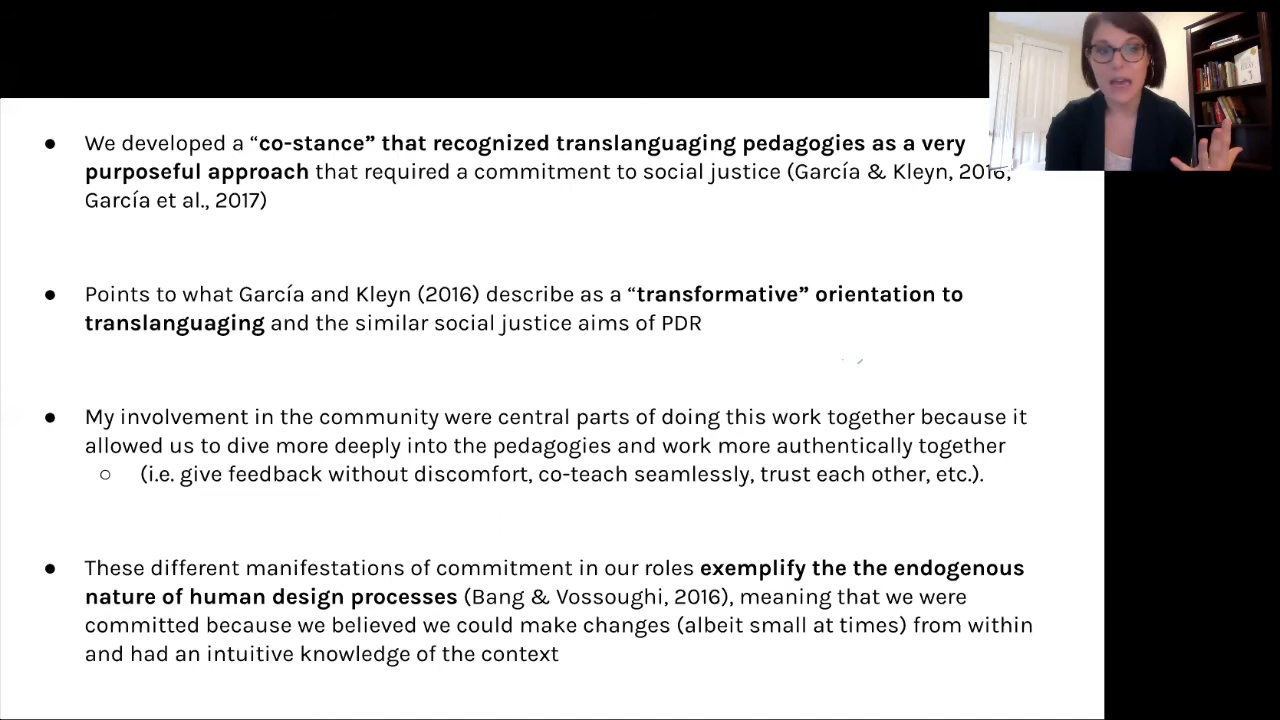 ● We developed a “co-stance” that recognized translanguaging pedagogies as a very
purposeful approach that required a commitment to social justice (García & Kleyn, 2016;
García et al., 2017)
● Points to what García and Kleyn (2016) describe as a “transformative” orientation to
translanguaging and the similar social justice aims of PDR
● My involvement in the community were central parts of doing this work together because it
allowed us to dive more deeply into the pedagogies and work more authentically together
○ (i.e. give feedback without discomfort, co-teach seamlessly, trust each other, etc.).
● These different manifestations of commitment in our roles exemplify the the endogenous
nature of human design processes (Bang & Vossoughi, 2016), meaning that we were
committed because we believed we could make changes (albeit small at times) from within
and had an intuitive knowledge of the context